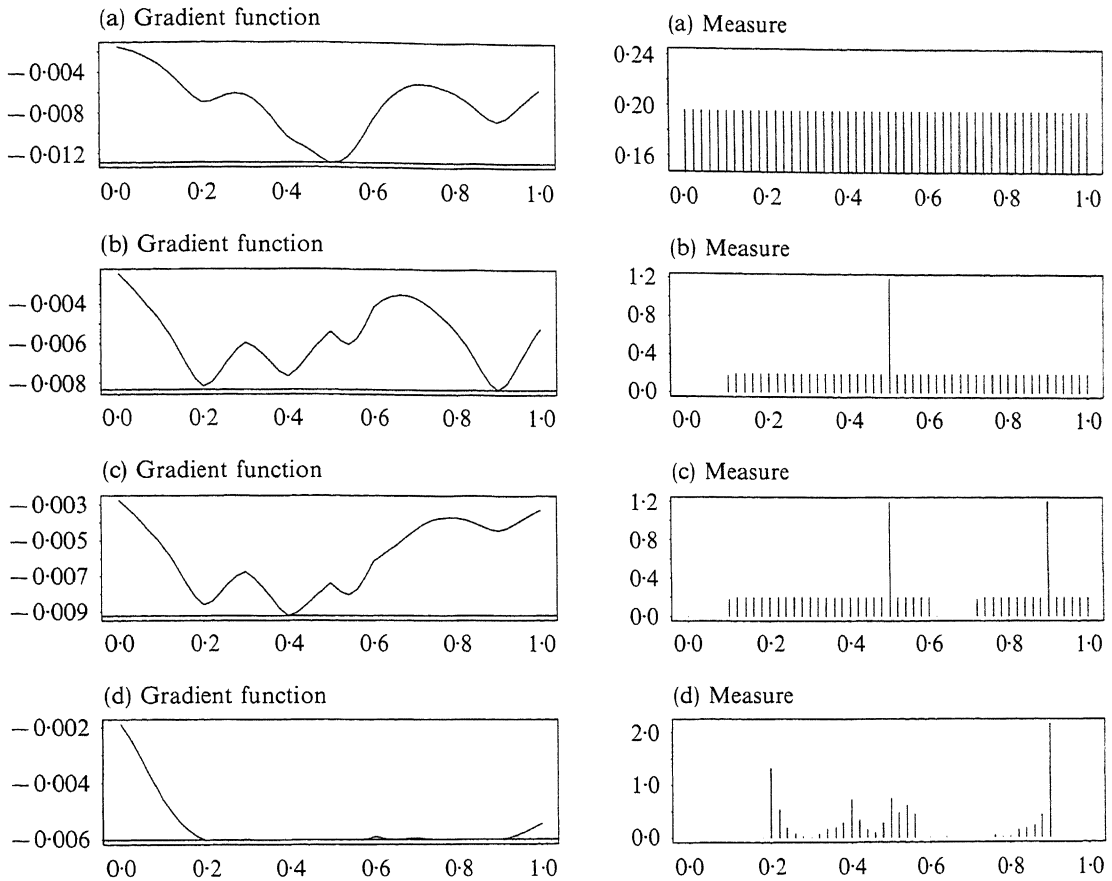 (a) Gradient function
−0·004
−0·008
−0·012
0·0 0·2 0·4 0·6 0·8 1·0
(a) Measure
0·24
0·20
0·16
0·0 0·2 0·4 0·6 0·8 1·0
(b) Gradient function
−0·004
−0·006
−0·008
0·0 0·2 0·4 0·6 0·8 1·0
(b) Measure
1·2
0·8
0·4
0·0
0·0 0·2 0·4 0·6 0·8 1·0
(c) Gradient function
−0·003
−0·005
−0·007
−0·009
0·0 0·2 0·4 0·6 0·8 1·0
(c) Measure
1·2
0·8
0·4
0·0
0·0 0·2 0·4 0·6 0·8 1·0
(d) Gradient function
−0·002
−0·004
−0·006
0·0 0·2 0·4 0·6 0·8 1·0
(d) Measure
2·0
1·0
0·0
0·0 0·2 0·4 0·6 0·8 1·0